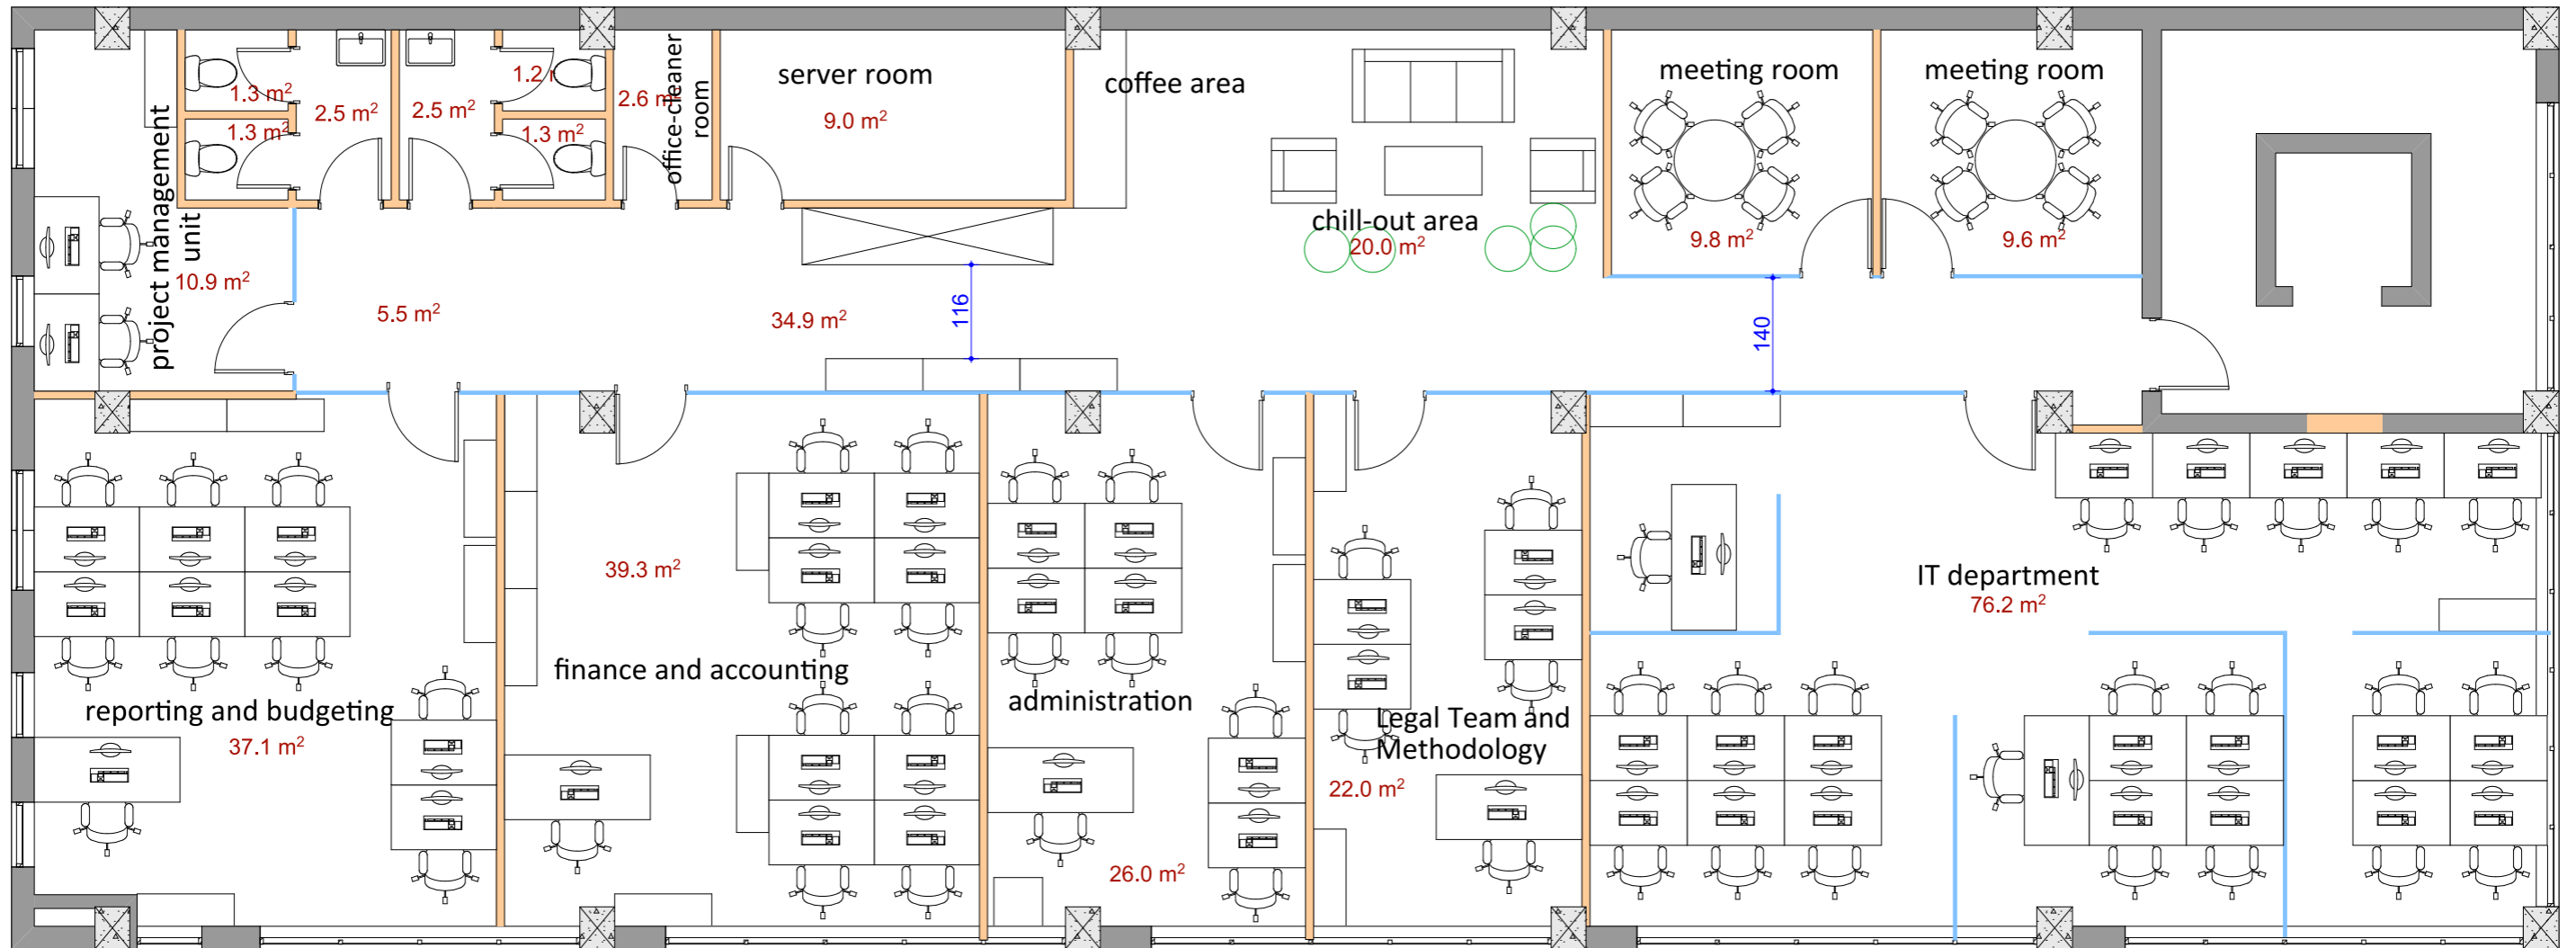 project management
unit
10.9 m²
1.3 m²
1.3 m²
2.5 m²
2.5 m²
1.2
1.3 m²
2.6 m²
office-cleaner
room
server room
9.0 m²
coffee area
chill-out area
20.0 m²
meeting room
9.8 m²
meeting room
9.6 m²
5.5 m²
34.9 m²
116
140
reporting and budgeting
37.1 m²
39.3 m²
finance and accounting
administration
26.0 m²
Legal Team and
Methodology
22.0 m²
IT department
76.2 m²